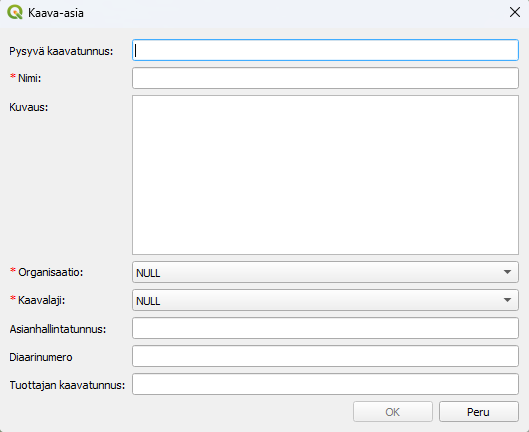 Kaava-asia
Pysyvä kaavatunnus:
* Nimi:
Kuvaus:
* Organisaatio: NULL
* Kaavalaji: NULL
Asianhallintatunnus:
Diaarinumero
Tuottajan kaavatunnus:
OK Peru